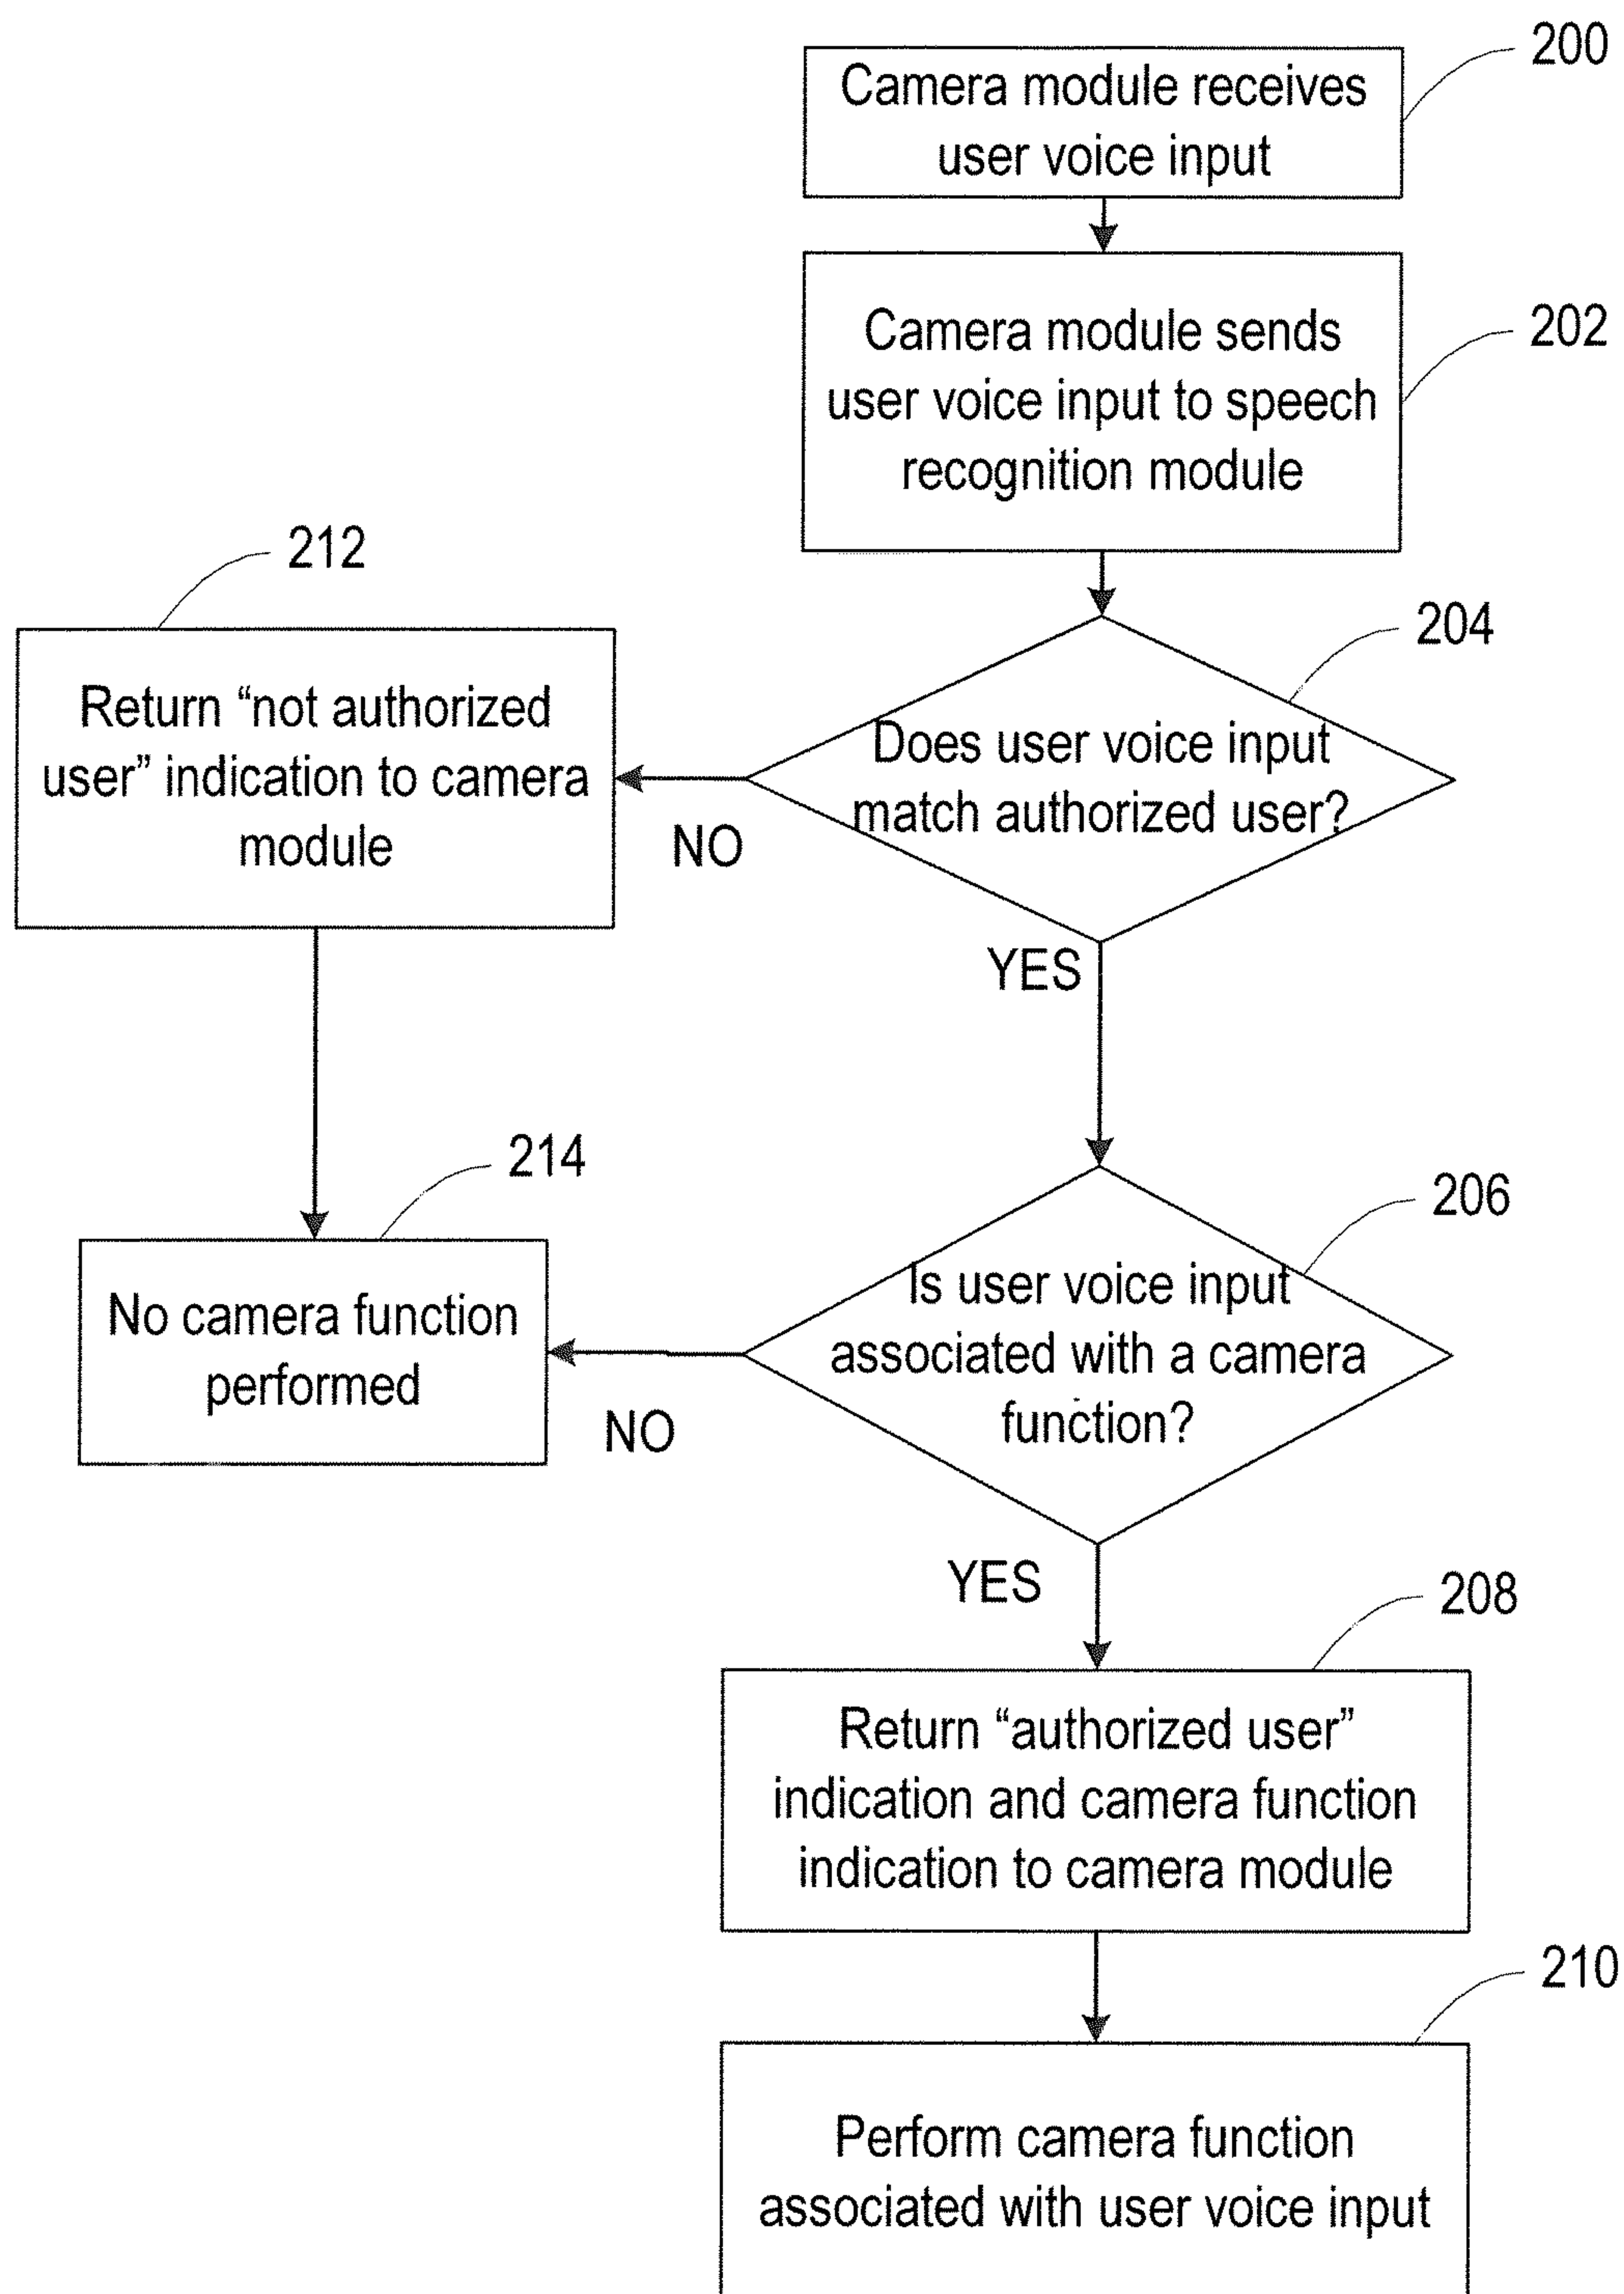 200
Camera module receives
user voice input
202
Camera module sends
user voice input to speech
recognition module
212
204
Return “not authorized
user” indication to camera
module
Does user voice input
match authorized user?
NO
YES
214
206
No camera function
performed
Is user voice input
associated with a camera
function?
NO
YES
208
Return “authorized user”
indication and camera function
indication to camera module
210
Perform camera function
associated with user voice input